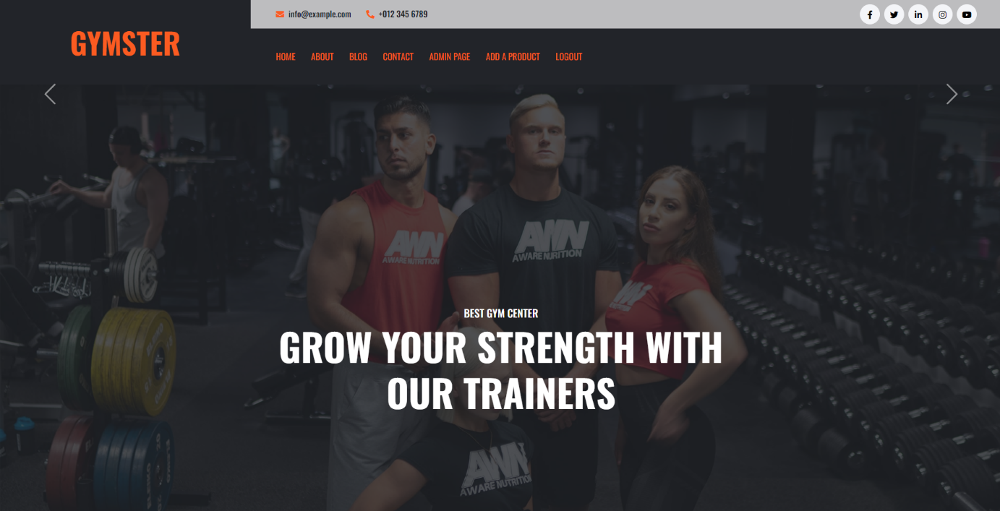 info@example.com +012 345 6789
GYMSTER
HOME ABOUT BLOG CONTACT ADMIN PAGE ADD A PRODUCT LOGOUT
AWN
AWARE NUTRITION
AWN
AWARE NURITION
AWN
BEST GYM CENTER
GROW YOUR STRENGTH WITH
OUR TRAINERS
AWN
AWARE NUTRITION